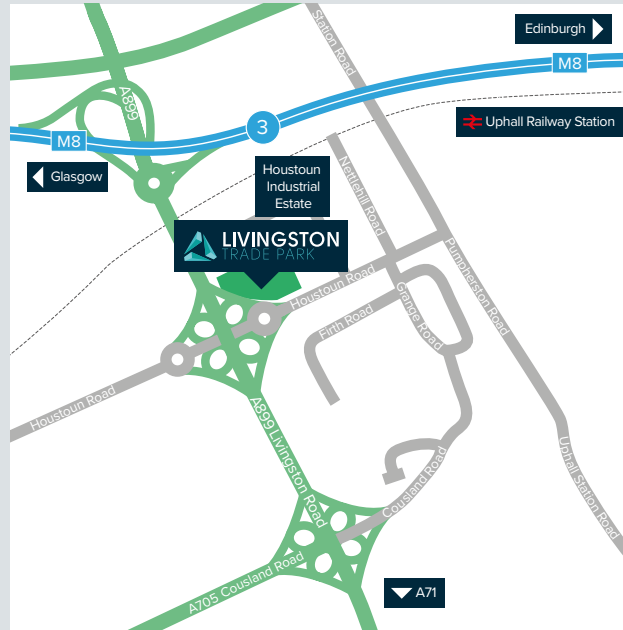 Station Road
Edinburgh
M8
A899
3
Uphall Railway Station
M8
Glasgow
Houstoun
Industrial
Estate
Nettlehill Road
LIVINGSTON
TRADE PARK
Pumpherston Road
Houstoun Road
Grange Road
Firth Road
Houstoun Road
A899 Livingston Road
Uphall Station Road
Cousland Road
A705 Cousland Road
A71